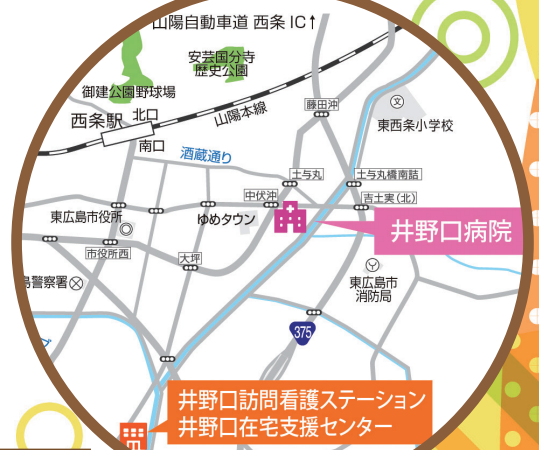 山陽自動車道 西条 IC↑
安芸国分寺
歴史公園
御建公園野球場
藤田沖
東西条小学校
文
西条駅
北口
南口
山陽本線
酒蔵通り
土与丸
土与丸橋南詰
中伏沖
吉土実(北)
東広島市役所
ゆめタウン
井野口病院
市役所西
大坪
島警察署
東広島市
消防局
375
井野口訪問看護ステーション
井野口在宅支援センター